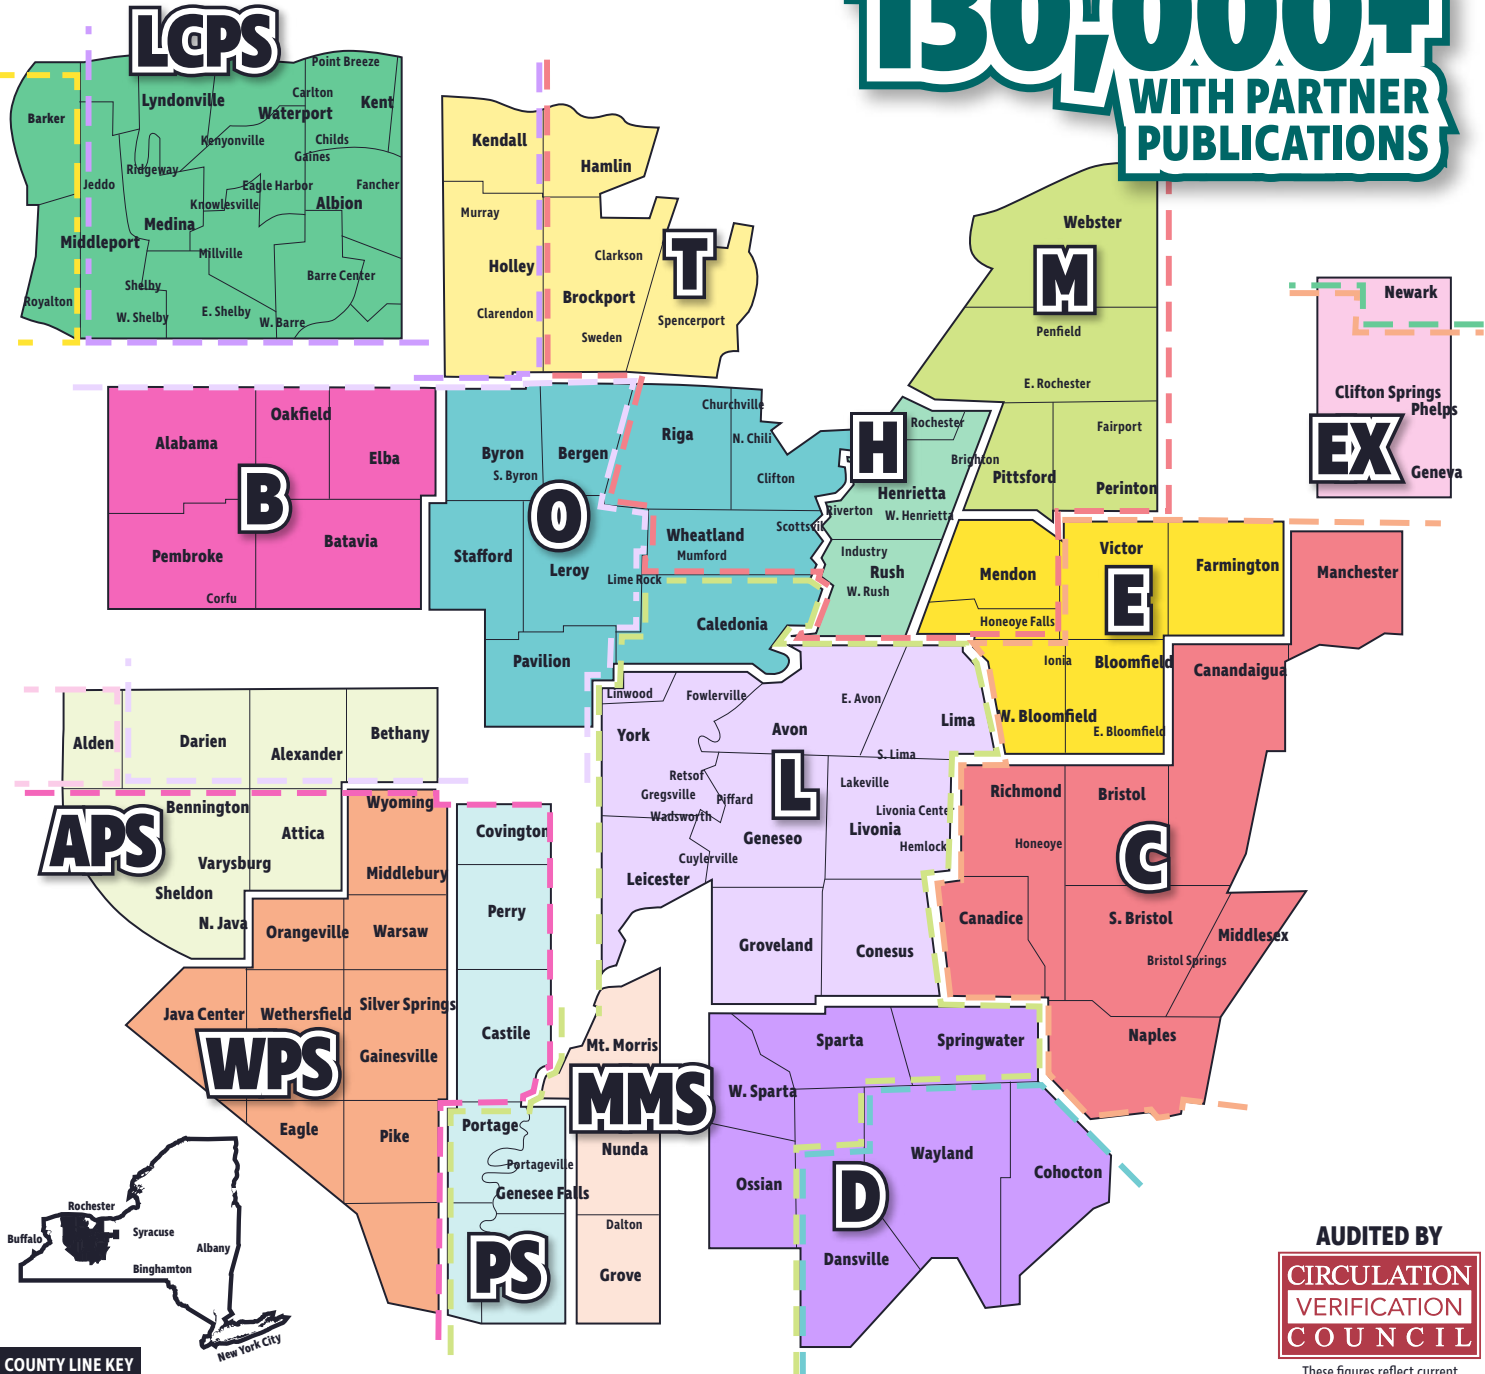 130,000+
WITH PARTNER
PUBLICATIONS
LCPS
Point Breeze
Lyndonville
Carlton
Kent
Waterport
Barker
Kenyonville
Childs
Gaines
Ridgeway
Jeddo
Eagle Harbor
Fancher
Knowlesville
Albion
Medina
Middleport
Millville
Barre Center
Shelby
Royalton
W. Shelby
E. Shelby
W. Barre
Kendall
Hamlin
Murray
T
Clarkson
Holley
Brockport
Clarendon
Spencerport
Sweden
Webster
M
Penfield
E. Rochester
Fairport
Pittsford
Perinton
Newark
Clifton Springs
Phelps
EX
Geneva
Oakfield
Alabama
Elba
B
Pembroke
Batavia
Corfu
Byron
Bergen
S. Byron
O
Stafford
Leroy
Pavilion
Churchville
Riga
N. Chili
Clifton
Wheatland
Scottsvil
Mumford
Lime Rock
Caledonia
H
Rochester
Brighton
Henrietta
Riverton
W. Henrietta
Industry
Rush
W. Rush
Mendon
Honeoye Falls
Victor
Farmington
E
Ionia
Bloomfield
W. Bloomfield
E. Bloomfield
Manchester
Canandaigua
Richmond
Bristol
Honeoye
C
Canadice
S. Bristol
Middlesex
Bristol Springs
Naples
Alden
Darien
Alexander
Bethany
Bennington
APS
Attica
Varysburg
Sheldon
N. Java
Wyoming
Middlebury
Orangeville
Warsaw
Java Center
Wethersfield
Silver Springs
WPS
Gainesville
Eagle
Pike
Covington
Perry
Castile
Portage
Portageville
Genesee Falls
PS
Linwood
Fowlerville
E. Avon
York
Avon
Lima
S. Lima
Retsof
L
Lakeville
Gregsville
Piffard
Wadsworth
Livonia Center
Geneseo
Livonia
Hemlock
Cuylerville
Leicester
Groveland
Conesus
Mt. Morris
MMS
Nunda
Dalton
Grove
Sparta
Springwater
W. Sparta
Wayland
Ossian
Cohocton
D
Dansville
Rochester
Buffalo
Syracuse
Albany
Binghamton
New York City
COUNTY LINE KEY
AUDITED BY
CIRCULATION
VERIFICATION
COUNCIL
These figures reflect current